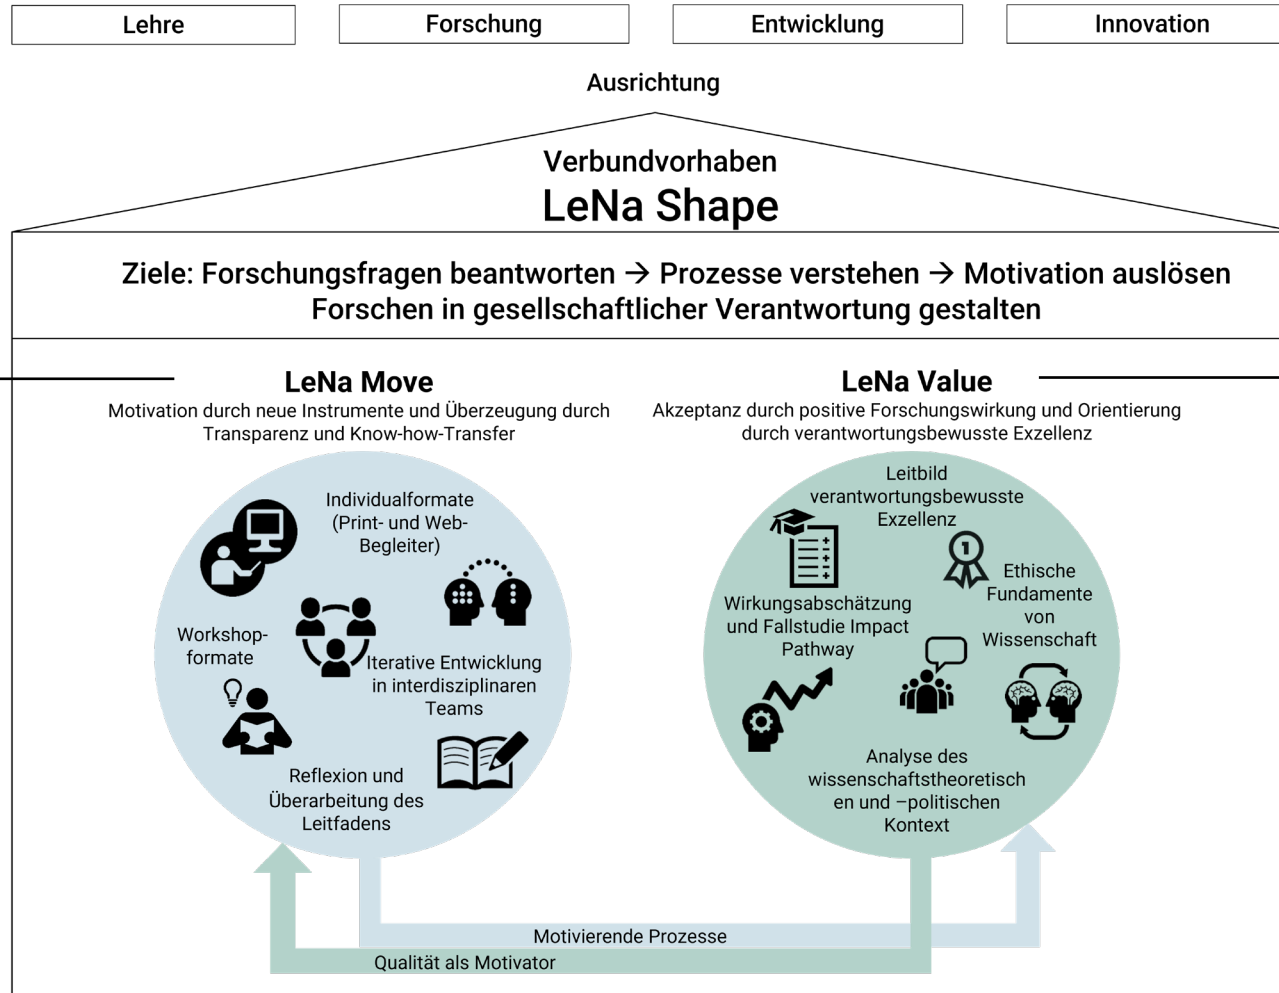 Lehre
Forschung
Entwicklung
Innovation
Ausrichtung
Verbundvorhaben
LeNa Shape
Ziele: Forschungsfragen beantworten → Prozesse verstehen → Motivation auslösen
Forschen in gesellschaftlicher Verantwortung gestalten
LeNa Move
Motivation durch neue Instrumente und Überzeugung durch
Transparenz und Know-how-Transfer
Individualformate
(Print- und Web-
Begleiter)
Workshop-
formate
Iterative Entwicklung
in interdisziplinaren
Teams
Reflexion und
Überarbeitung des
Leitfadens
LeNa Value
Akzeptanz durch positive Forschungswirkung und Orientierung
durch verantwortungsbewusste Exzellenz
Leitbild
verantwortungsbewusste
Exzellenz
1
Ethische
Fundamente
von
Wissenschaft
Wirkungsabschätzung
und Fallstudie Impact
Pathway
Analyse des
wissenschaftstheoretisch
en und –politischen
Kontext
Motivierende Prozesse
Qualität als Motivator